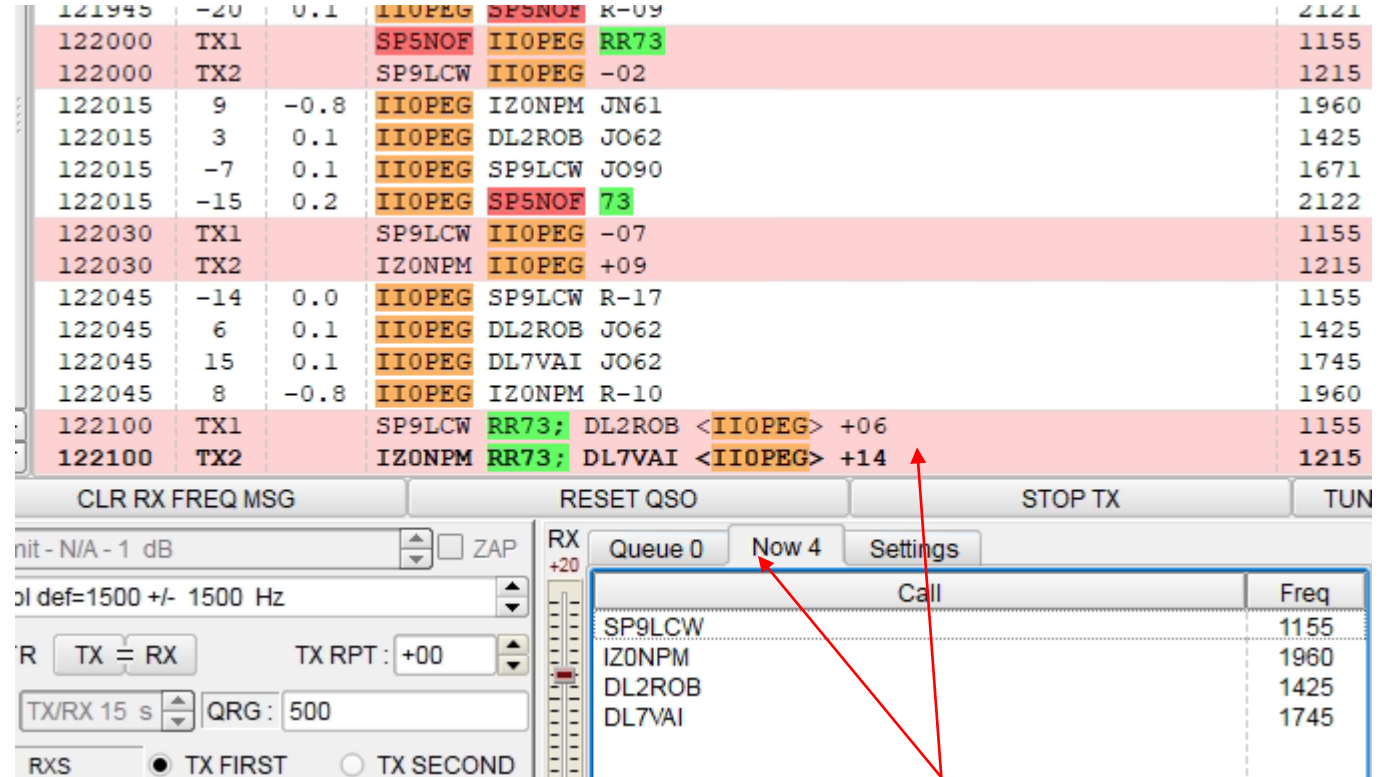 121945 -20 0.1 II0PEG SP5NOF R-09 2121
122000 TX1 SP5NOF II0PEG RR73 1155
122000 TX2 SP9LCW II0PEG -02 1215
122015 9 -0.8 II0PEG IZ0NPM JN61 1960
122015 3 0.1 II0PEG DL2ROB JO62 1425
122015 -7 0.1 II0PEG SP9LCW JO90 1671
122015 -15 0.2 II0PEG SP5NOF 73 2122
122030 TX1 SP9LCW II0PEG -07 1155
122030 TX2 IZ0NPM II0PEG +09 1215
122045 -14 0.0 II0PEG SP9LCW R-17 1155
122045 6 0.1 II0PEG DL2ROB JO62 1425
122045 15 0.1 II0PEG DL7VAI JO62 1745
122045 8 -0.8 II0PEG IZ0NPM R-10 1960
122100 TX1 SP9LCW RR73; DL2ROB <II0PEG> +06 1155
122100 TX2 IZ0NPM RR73; DL7VAI <II0PEG> +14 1215
CLR RX FREQ MSG RESET QSO STOP TX TUN
nit - N/A - 1 dB ZAP RX Queue 0 Now 4 Settings
+20
ol def=1500 +/- 1500 Hz Call Freq
SP9LCW 1155
R TX = RX TX RPT : +00 IZ0NPM 1960
DL2ROB 1425
TX/RX 15 s QRG : 500 DL7VAI 1745
RXS TX FIRST TX SECOND